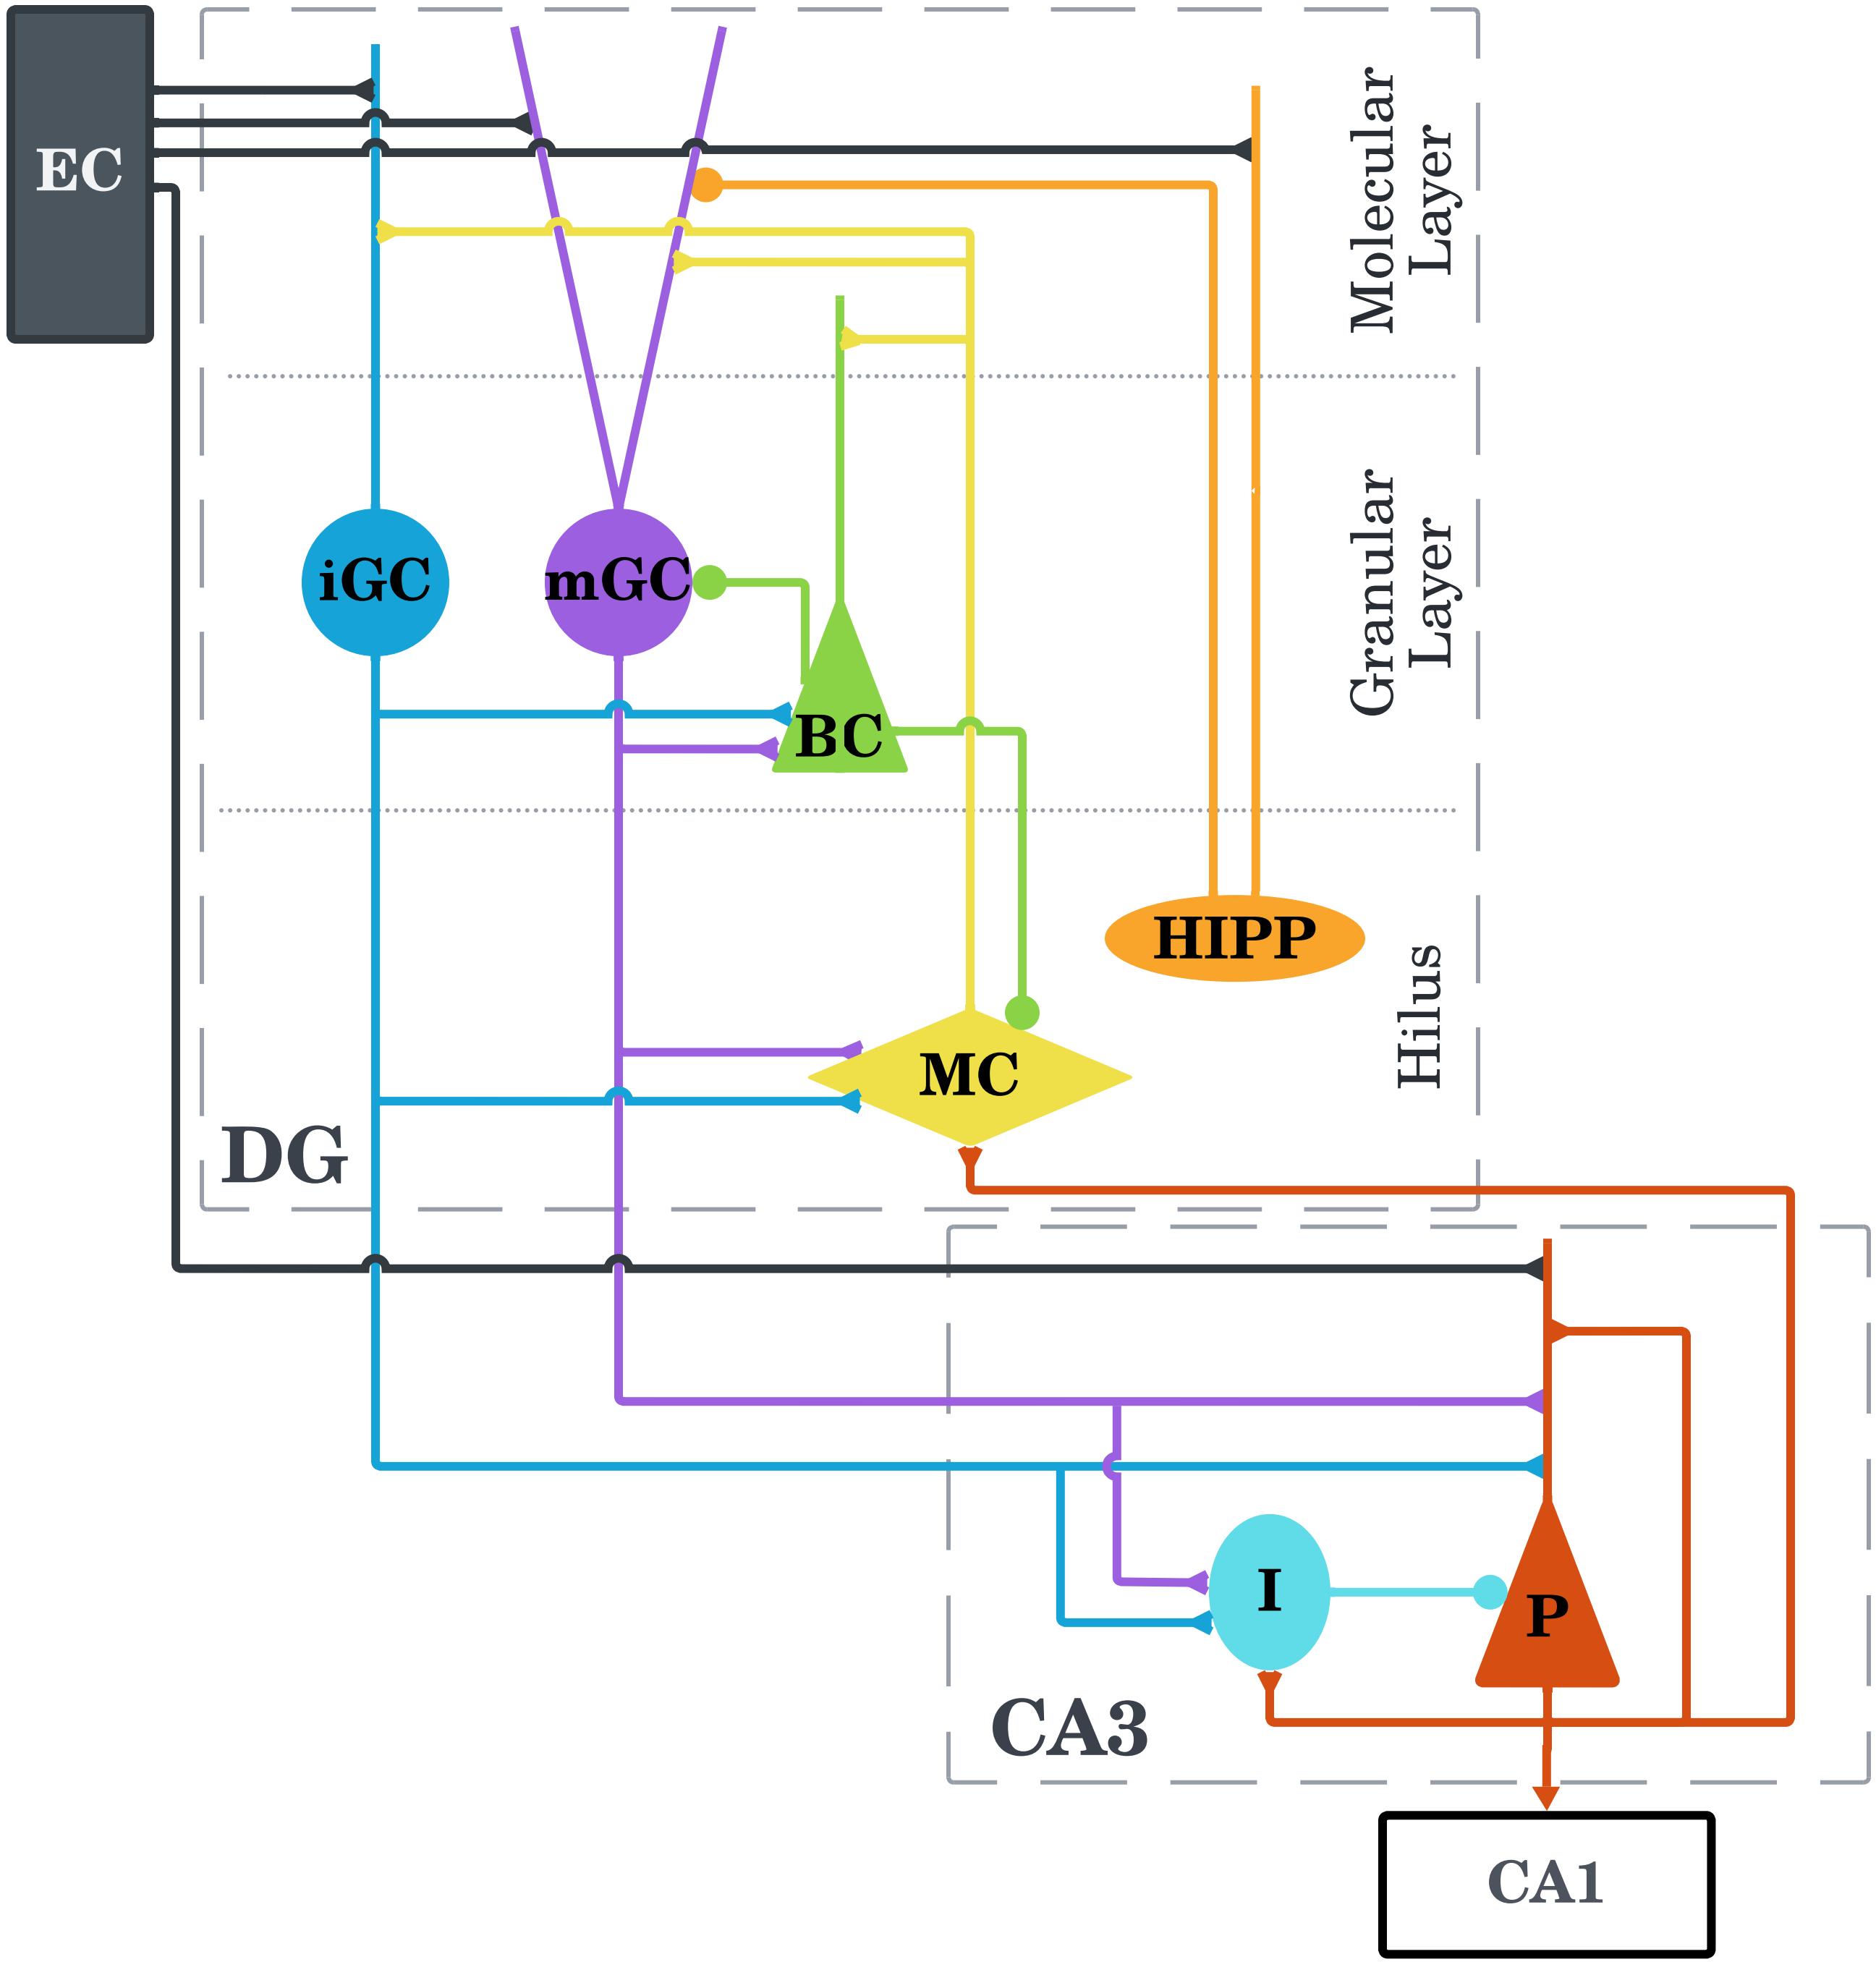 EC
Molecular
Layer
iGC
mGC
BC
Granular
Layer
HIPP
MC
Hilus
DG
I
P
CA3
CA1